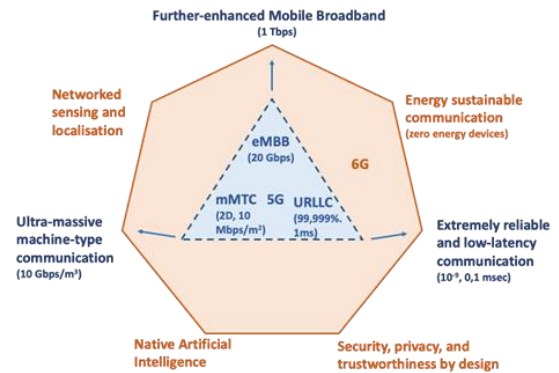 Further-enhanced Mobile Broadband
(1 Tbps)
Networked
sensing and
localisation
Energy sustainable
communication
(zero energy devices)
eMBB
(20 Gbps)
6G
mMTC
(2D, 10
Mbps/m²)
5G
URLLC
(99,999%.
1ms)
Ultra-massive
machine-type
communication
(10 Gbps/m³)
Extremely reliable
and low-latency
communication
(10⁻⁹, 0,1 msec)
Native Artificial
Intelligence
Security, privacy, and
trustworthiness by design